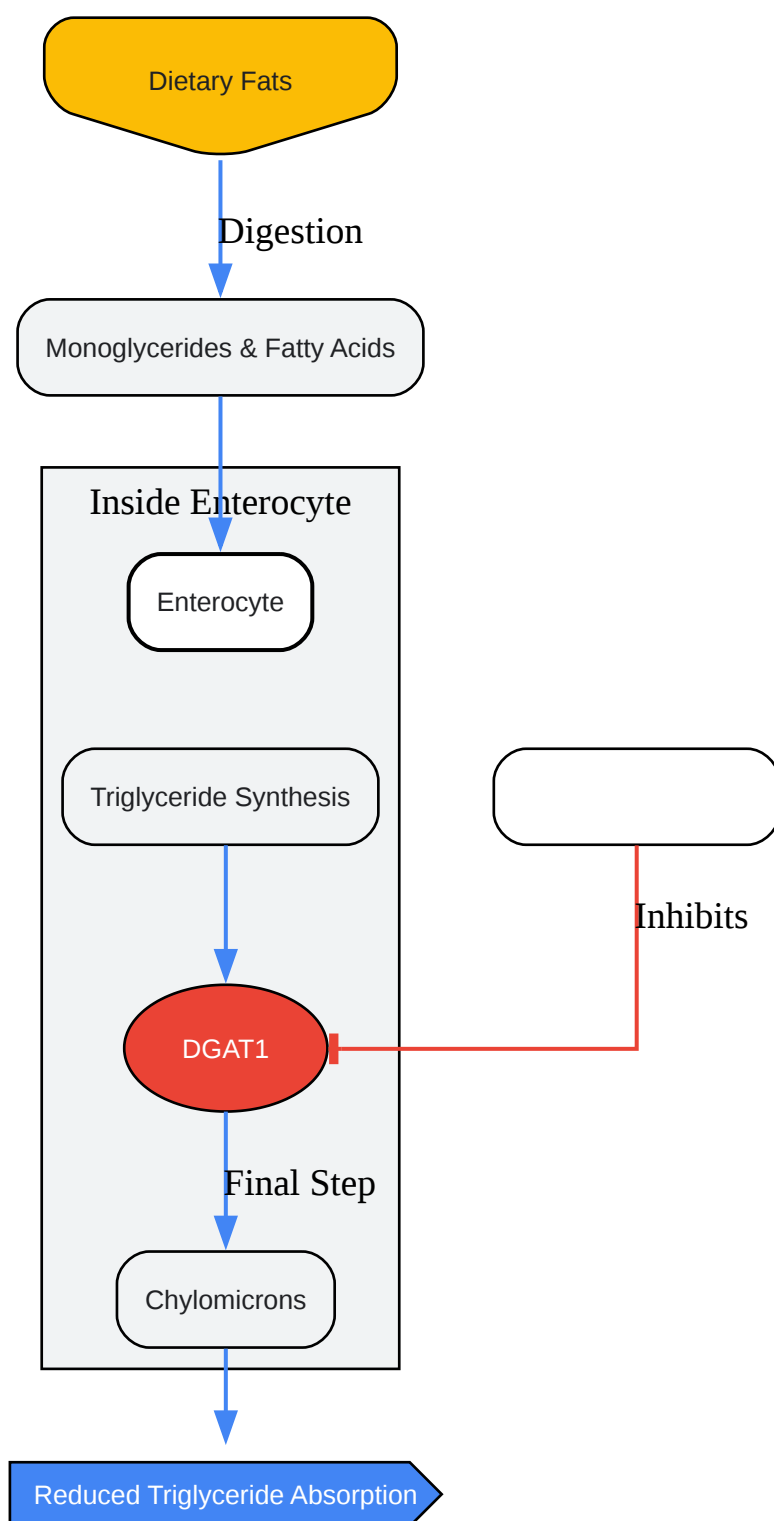 Dietary Fats
Digestion
Monoglycerides & Fatty Acids
Inside Enterocyte
Enterocyte
Triglyceride Synthesis
Inhibits
DGAT1
Final Step
Chylomicrons
Reduced Triglyceride Absorption